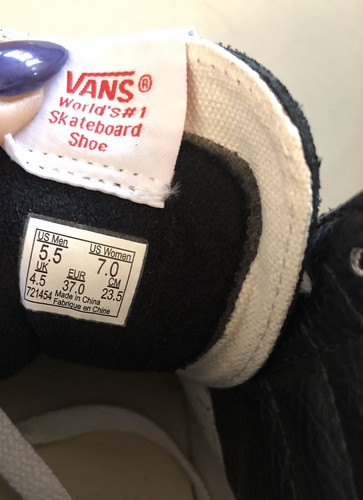 VANS®
World's #1
Skateboard
Shoe
US Men US Women
5.5 7.0
UK EUR CM
4.5 37.0 23.5
721454 Made in China
Fabriqué en Chine